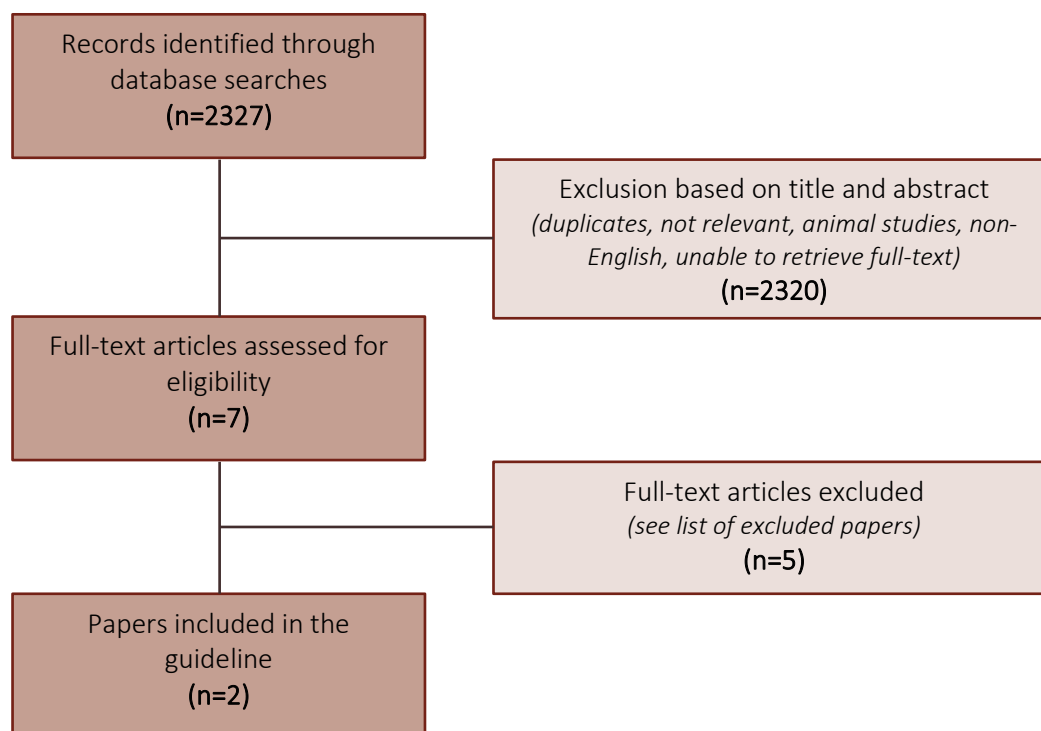 Records identified through
database searches
(n=2327)
Exclusion based on title and abstract
(duplicates, not relevant, animal studies, non-
English, unable to retrieve full-text)
(n=2320)
Full-text articles assessed for
eligibility
(n=7)
Full-text articles excluded
(see list of excluded papers)
(n=5)
Papers included in the
guideline
(n=2)